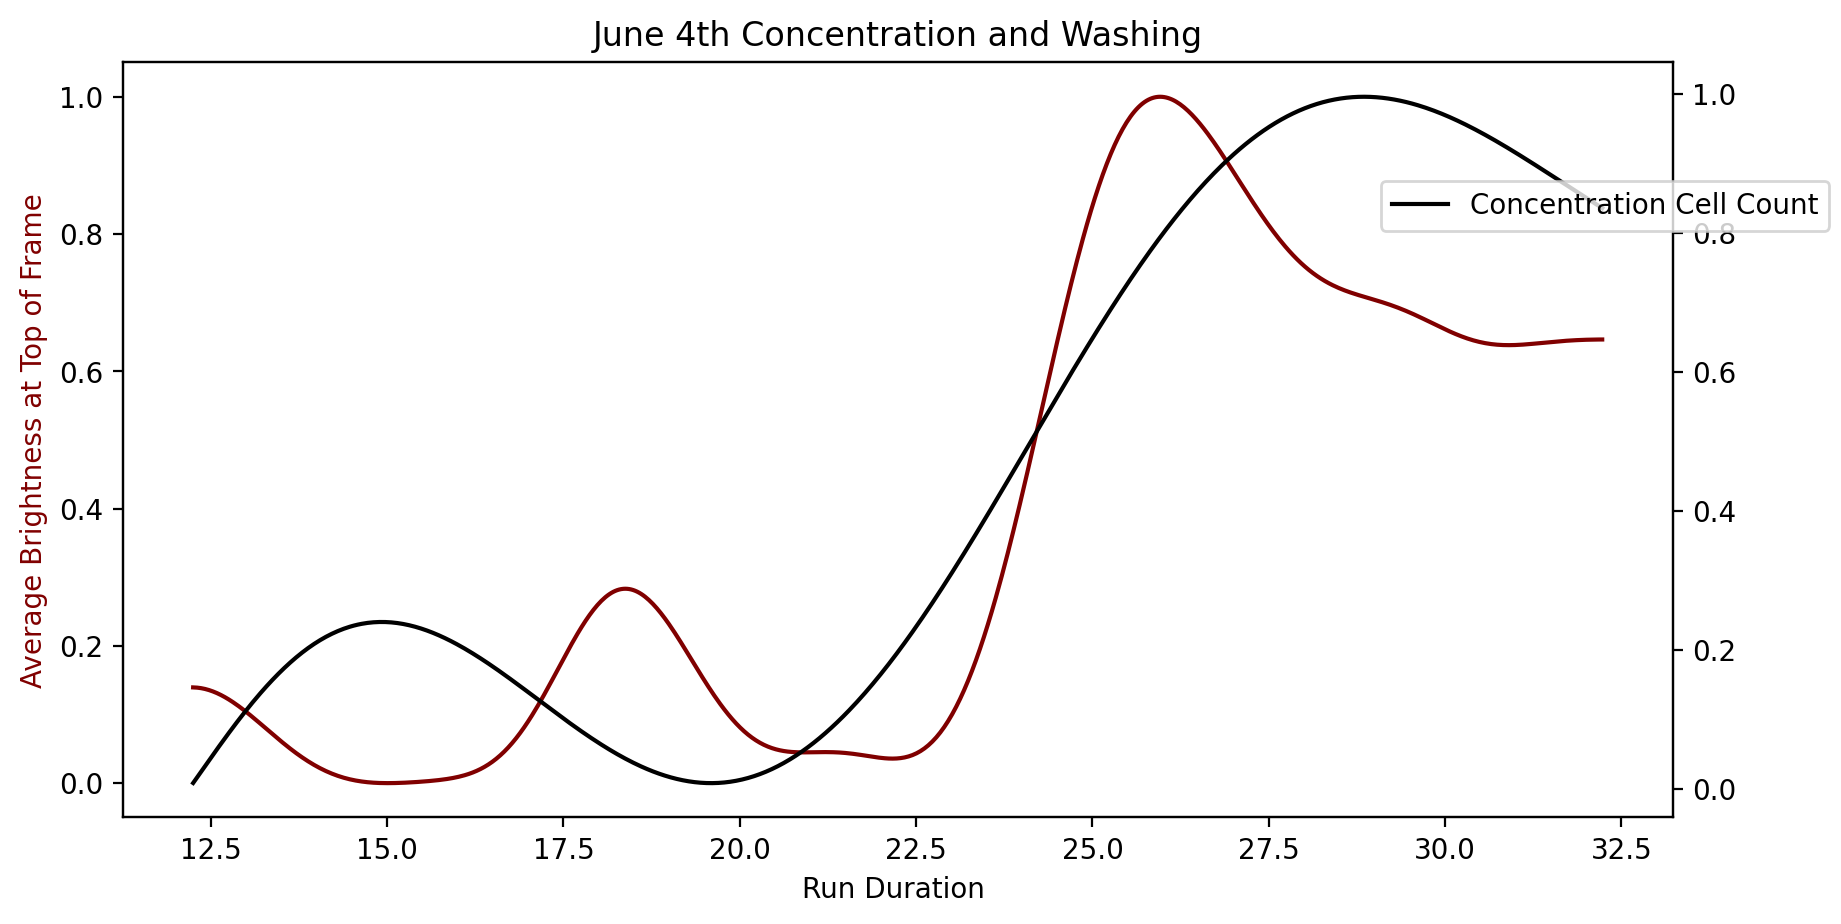 June 4th Concentration and Washing
Average Brightness at Top of Frame
1.0
0.8
0.6
0.4
0.2
0.0
1.0
0.8
0.6
0.4
0.2
0.0
Concentration Cell Count
12.5 15.0 17.5 20.0 22.5 25.0 27.5 30.0 32.5
Run Duration